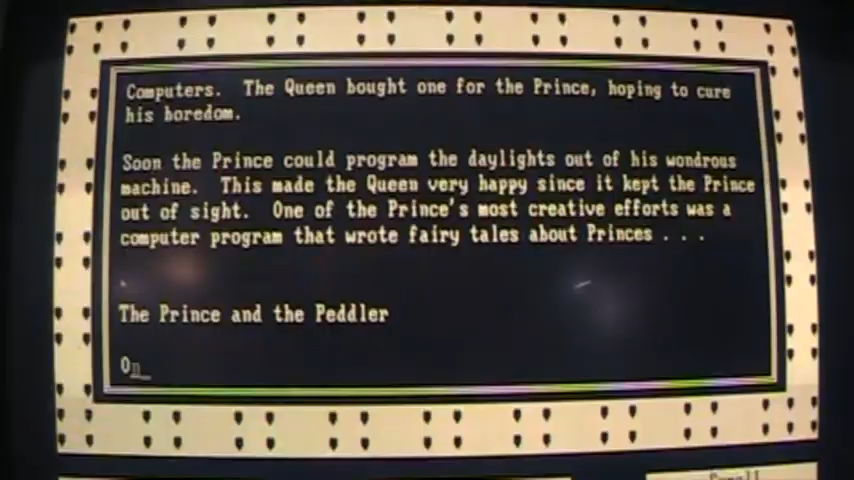 Computers. The Queen bought one for the Prince, hoping to cure
his boredom.
Soon the Prince could program the daylights out of his wondrous
machine. This made the Queen very happy since it kept the Prince
out of sight. One of the Prince's most creative efforts was a
computer program that wrote fairy tales about Princes . . .
The Prince and the Peddler
On_